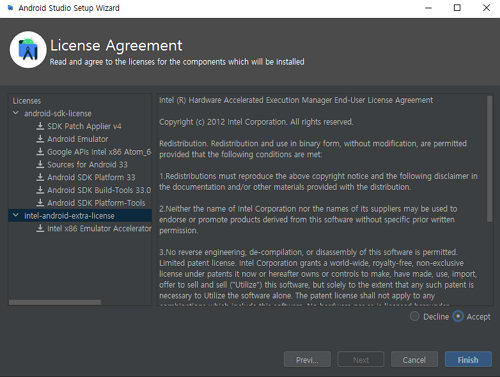 Android Studio Setup Wizard
License Agreement
Read and agree to the licenses for the components which will be installed
Licenses
android-sdk-license
SDK Patch Applier v4
Android Emulator
Google APIs Intel x86 Atom_6
Sources for Android 33
Android SDK Platform 33
Android SDK Build-Tools 33.0
Android SDK Platform-Tools
intel-android-extra-license
Intel x86 Emulator Accelerator
Intel (R) Hardware Accelerated Execution Manager End-User License Agreement
Copyright (c) 2012 Intel Corporation. All rights reserved.
Redistribution. Redistribution and use in binary form, without modification, are permitted
provided that the following conditions are met:
1.Redistributions must reproduce the above copyright notice and the following disclaimer in
the documentation and/or other materials provided with the distribution.
2.Neither the name of Intel Corporation nor the names of its suppliers may be used to
endorse or promote products derived from this software without specific prior written
permission.
3.No reverse engineering, de-compilation, or disassembly of this software is permitted.
Limited patent license. Intel Corporation grants a world-wide, royalty-free, non-exclusive
license under patents it now or hereafter owns or controls to make, have made, use, import,
offer to sell and sell ("Utilize") this software, but solely to the extent that any such patent is
necessary to Utilize the software alone. The patent license shall not apply to any
Decline
Accept
Previ...
Next
Cancel
Finish